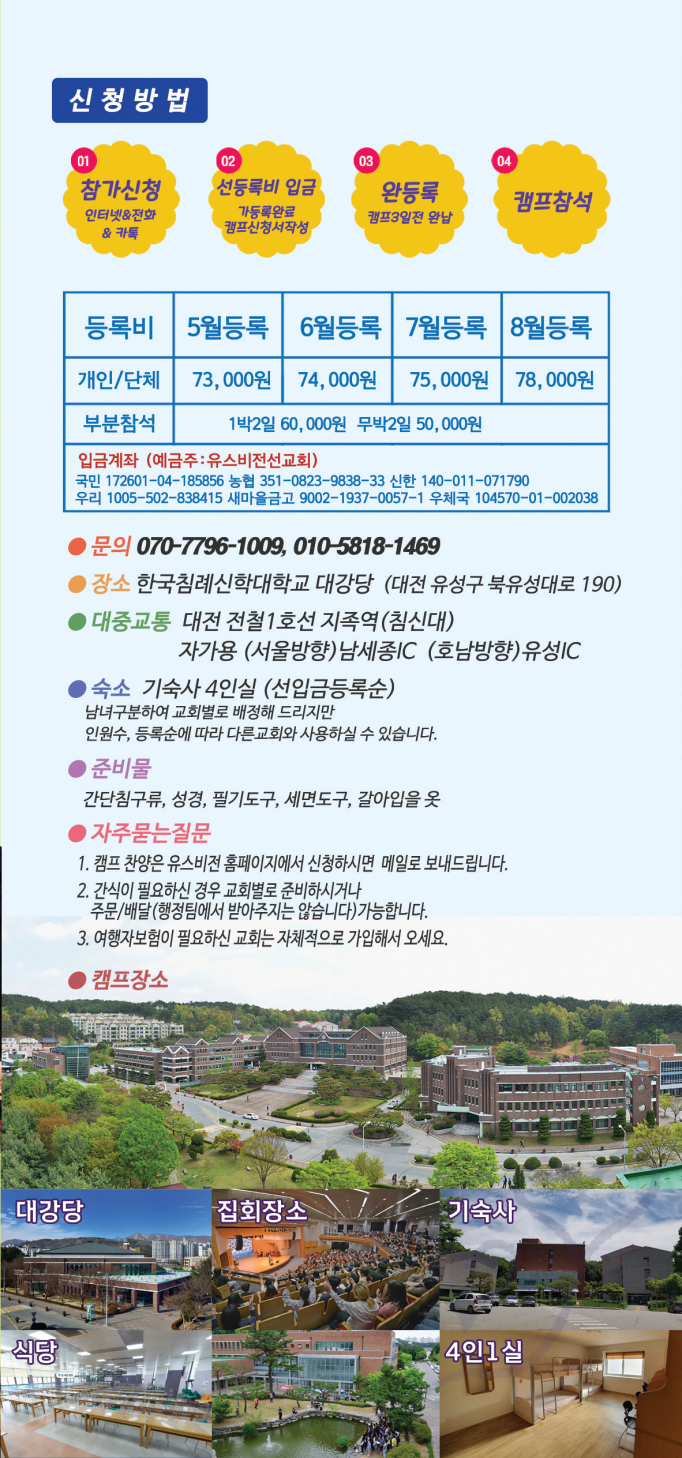 신청방법
01
참가신청
인터넷&전화
& 카톡
02
선등록비 입금
가등록완료
캠프신청서작성
03
완등록
캠프3일전 완납
04
캠프참석
등록비 5월등록 6월등록 7월등록 8월등록
개인/단체 73,000원 74,000원 75,000원 78,000원
부분참석 1박2일 60,000원 무박2일 50,000원
입금계좌 (예금주:유스비전선교회)
국민 172601-04-185856 농협 351-0823-9838-33 신한 140-011-071790
우리 1005-502-838415 새마을금고 9002-1937-0057-1 우체국 104570-01-002038
● 문의 070-7796-1009, 010-5818-1469
● 장소 한국침례신학대학교 대강당 (대전 유성구 북유성대로 190)
● 대중교통 대전 전철1호선 지족역(침신대)
자가용 (서울방향)남세종IC (호남방향)유성IC
● 숙소 기숙사 4인실 (선입금등록순)
남녀구분하여 교회별로 배정해 드리지만
인원수, 등록순에 따라 다른교회와 사용하실 수 있습니다.
● 준비물
간단침구류, 성경, 필기도구, 세면도구, 갈아입을 옷
● 자주묻는질문
1. 캠프 찬양은 유스비전 홈페이지에서 신청하시면 메일로 보내드립니다.
2. 간식이 필요하신 경우 교회별로 준비하시거나
주문/배달(행정팀에서 받아주지는 않습니다)가능합니다.
3. 여행자보험이 필요하신 교회는 자체적으로 가입해서 오세요.
● 캠프장소
대강당
집회장소
기숙사
식당
4인1실